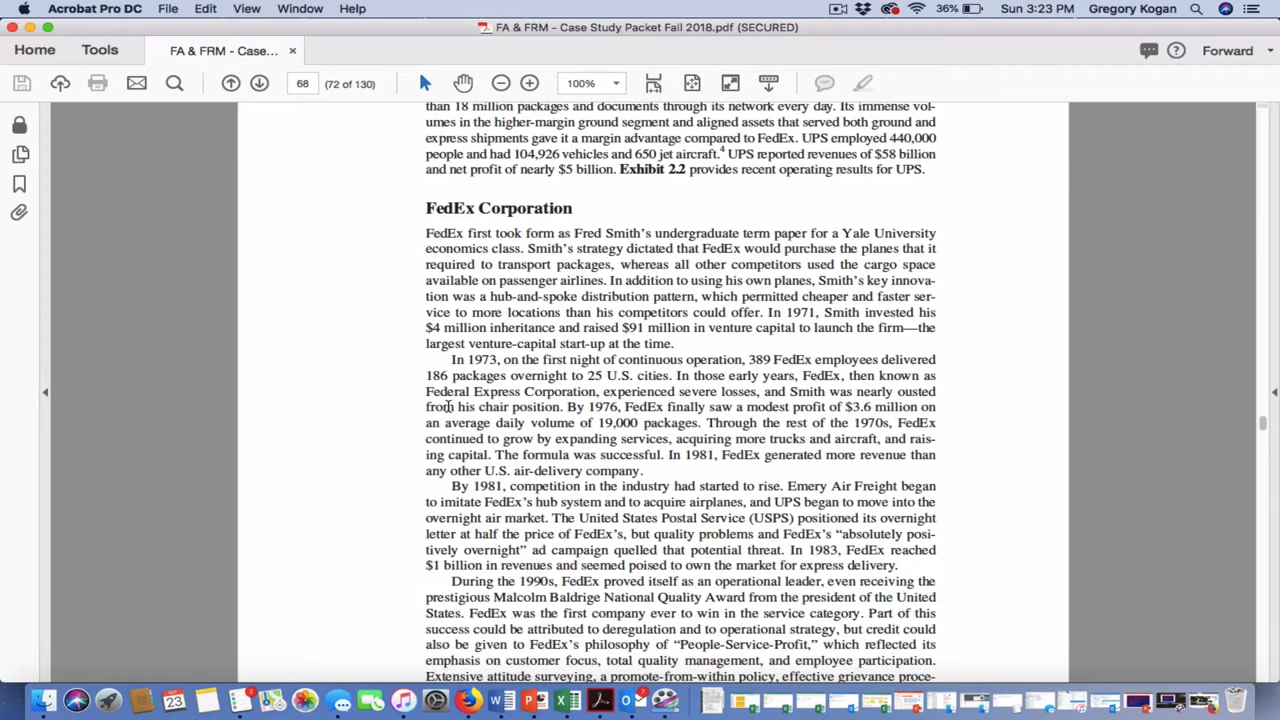 Acrobat Pro DC File Edit View Window Help 36% Sun 3:23 PM Gregory Kogan
FA & FRM - Case Study Packet Fall 2018.pdf (SECURED)
Home Tools FA & FRM - Case... × Forward
68 (72 of 130) 100%
than 18 million packages and documents through its network every day. Its immense vol-
umes in the higher-margin ground segment and aligned assets that served both ground and
express shipments gave it a margin advantage compared to FedEx. UPS employed 440,000
people and had 104,926 vehicles and 650 jet aircraft.4 UPS reported revenues of $58 billion
and net profit of nearly $5 billion. Exhibit 2.2 provides recent operating results for UPS.
FedEx Corporation
FedEx first took form as Fred Smith's undergraduate term paper for a Yale University
economics class. Smith's strategy dictated that FedEx would purchase the planes that it
required to transport packages, whereas all other competitors used the cargo space
available on passenger airlines. In addition to using his own planes, Smith's key innova-
tion was a hub-and-spoke distribution pattern, which permitted cheaper and faster ser-
vice to more locations than his competitors could offer. In 1971, Smith invested his
$4 million inheritance and raised $91 million in venture capital to launch the firm—the
largest venture-capital start-up at the time.
In 1973, on the first night of continuous operation, 389 FedEx employees delivered
186 packages overnight to 25 U.S. cities. In those early years, FedEx, then known as
Federal Express Corporation, experienced severe losses, and Smith was nearly ousted
from his chair position. By 1976, FedEx finally saw a modest profit of $3.6 million on
an average daily volume of 19,000 packages. Through the rest of the 1970s, FedEx
continued to grow by expanding services, acquiring more trucks and aircraft, and rais-
ing capital. The formula was successful. In 1981, FedEx generated more revenue than
any other U.S. air-delivery company.
By 1981, competition in the industry had started to rise. Emery Air Freight began
to imitate FedEx's hub system and to acquire airplanes, and UPS began to move into the
overnight air market. The United States Postal Service (USPS) positioned its overnight
letter at half the price of FedEx's, but quality problems and FedEx's "absolutely posi-
tively overnight" ad campaign quelled that potential threat. In 1983, FedEx reached
$1 billion in revenues and seemed poised to own the market for express delivery.
During the 1990s, FedEx proved itself as an operational leader, even receiving the
prestigious Malcolm Baldrige National Quality Award from the president of the United
States. FedEx was the first company ever to win in the service category. Part of this
success could be attributed to deregulation and to operational strategy, but credit could
also be given to FedEx's philosophy of "People-Service-Profit," which reflected its
emphasis on customer focus, total quality management, and employee participation.
Extensive attitude surveying, a promote-from-within policy, effective grievance proce-